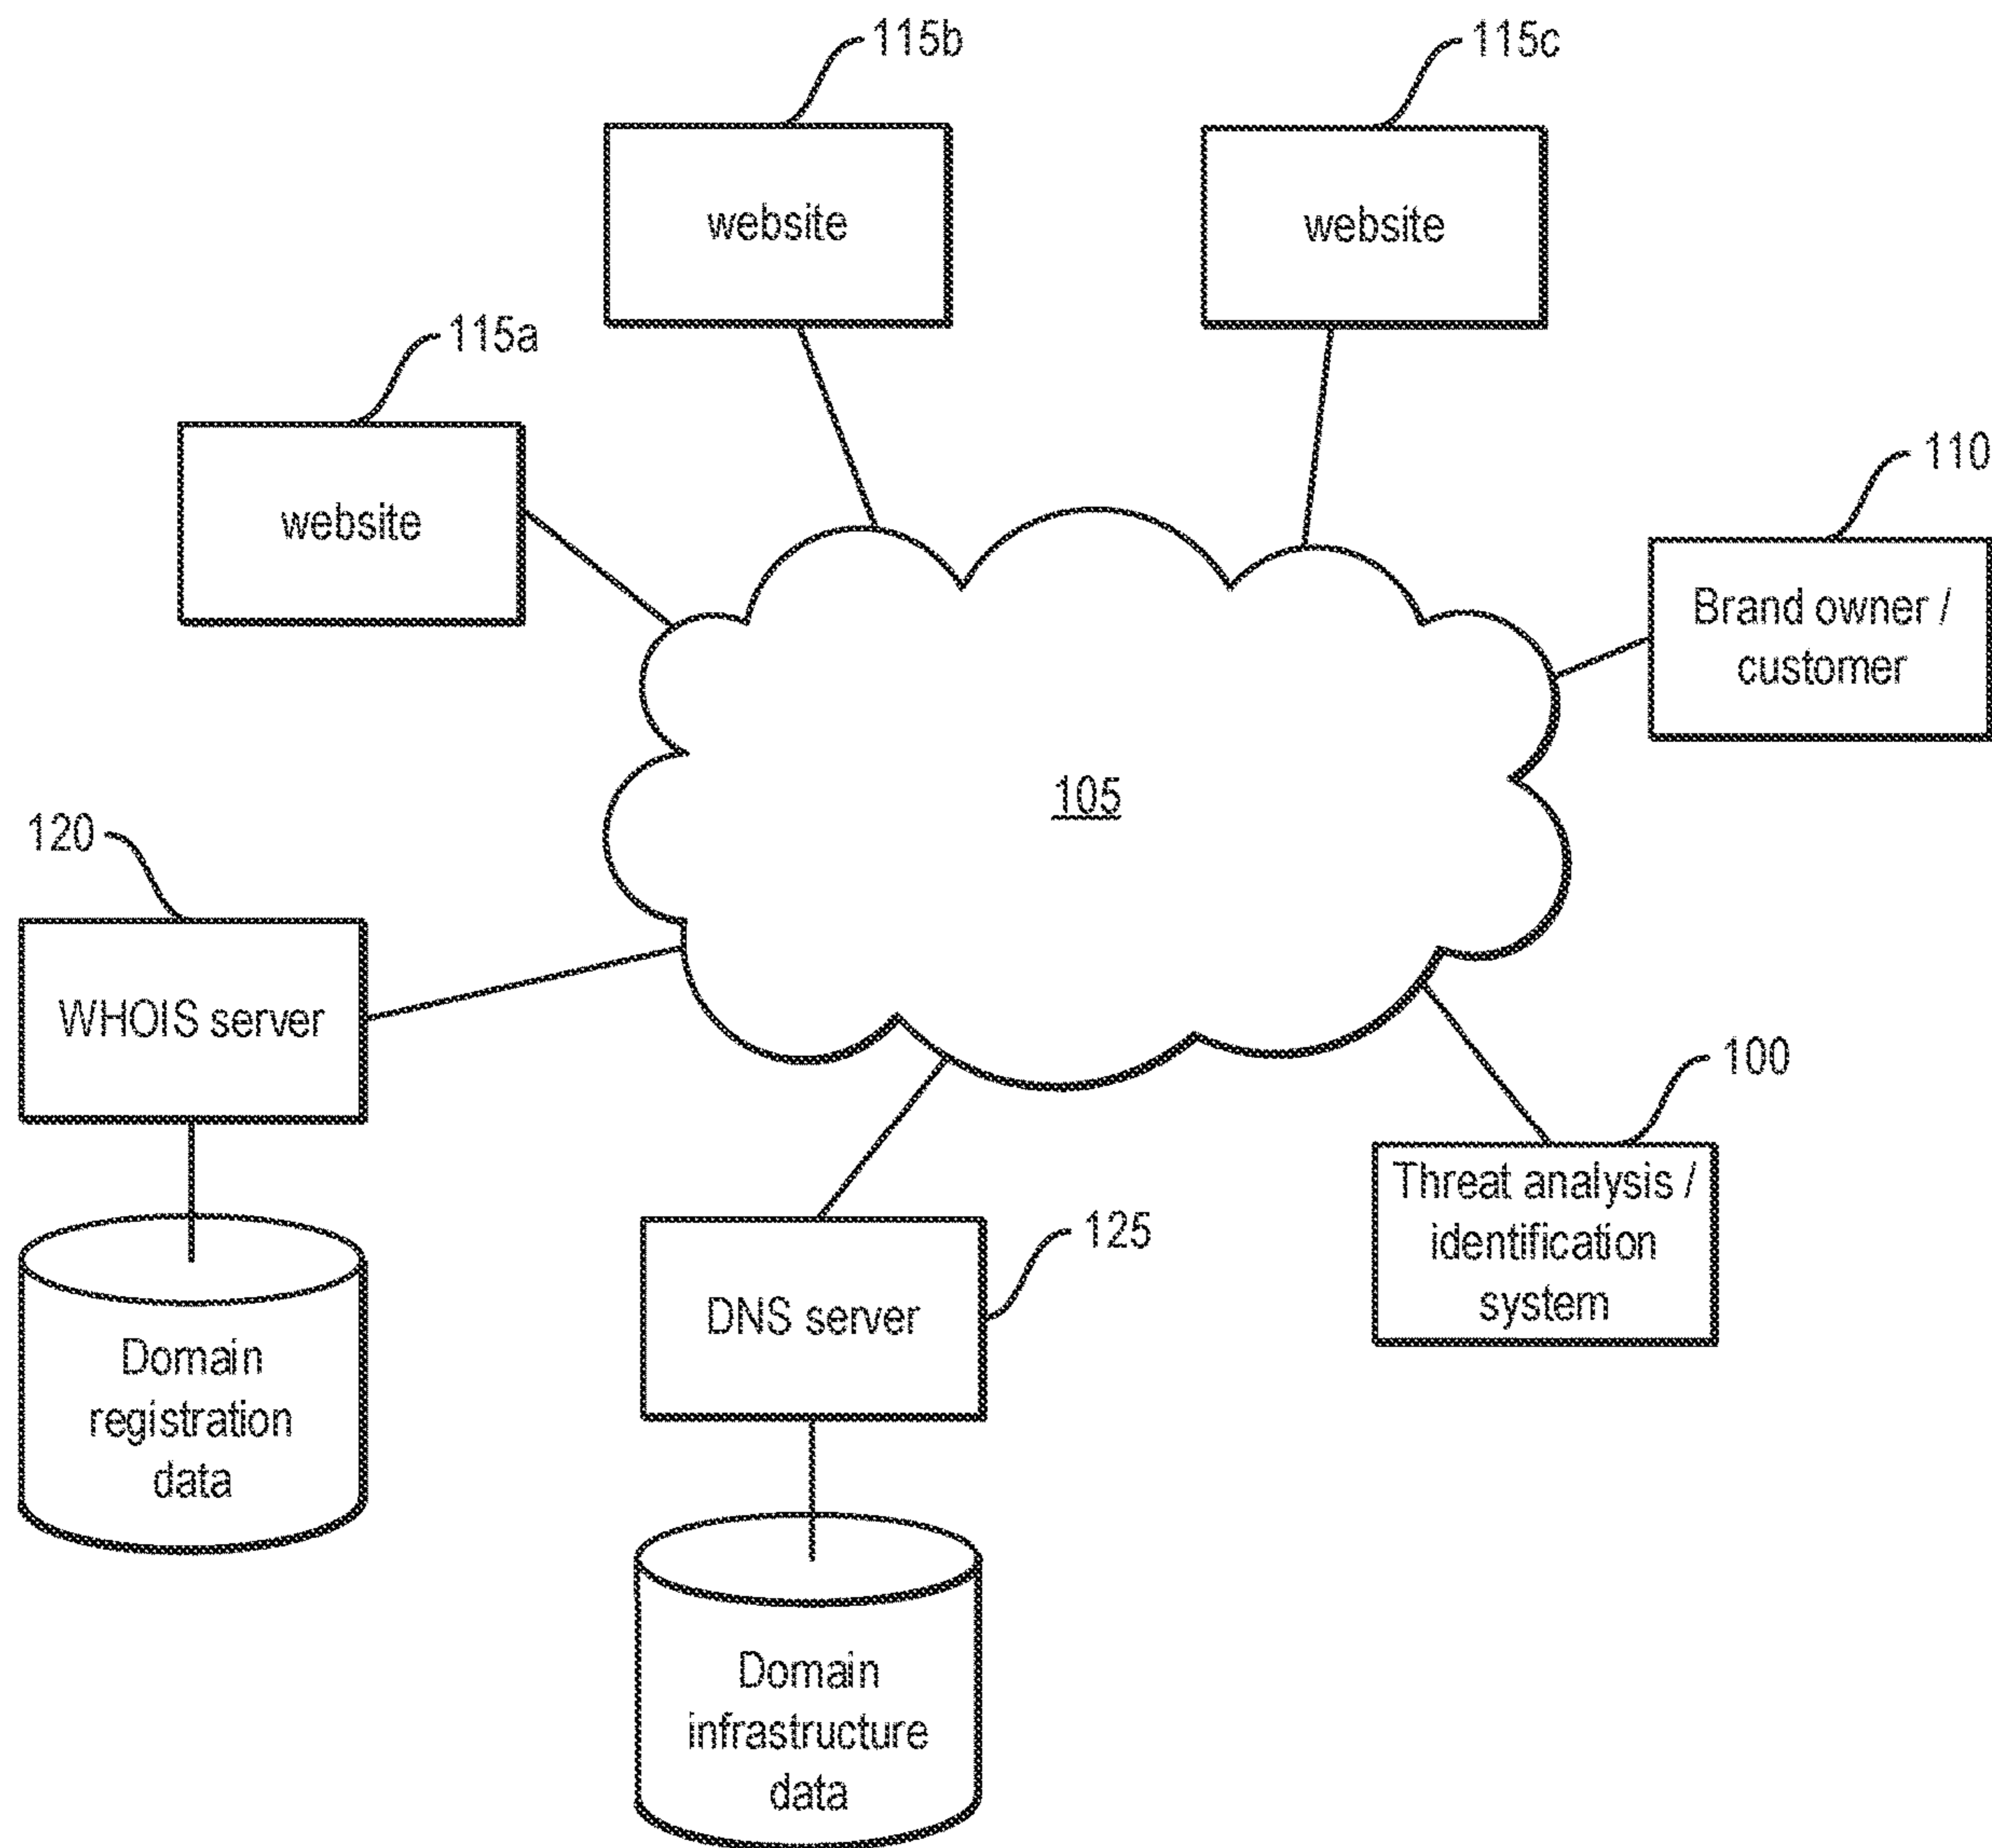 115b
115c
website
website
115a
110
website
Brand owner /
customer
105
120
WHOIS server
100
Threat analysis /
identification
system
125
DNS server
Domain
registration
data
Domain
infrastructure
data